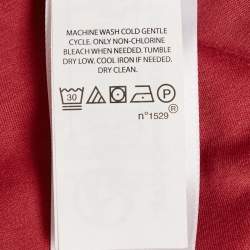 MACHINE WASH COLD GENTLE
CYCLE. ONLY NON-CHLORINE
BLEACH WHEN NEEDED. TUMBLE
DRY LOW. COOL IRON IF NEEDED.
DRY CLEAN.
30 P
®
n°1529